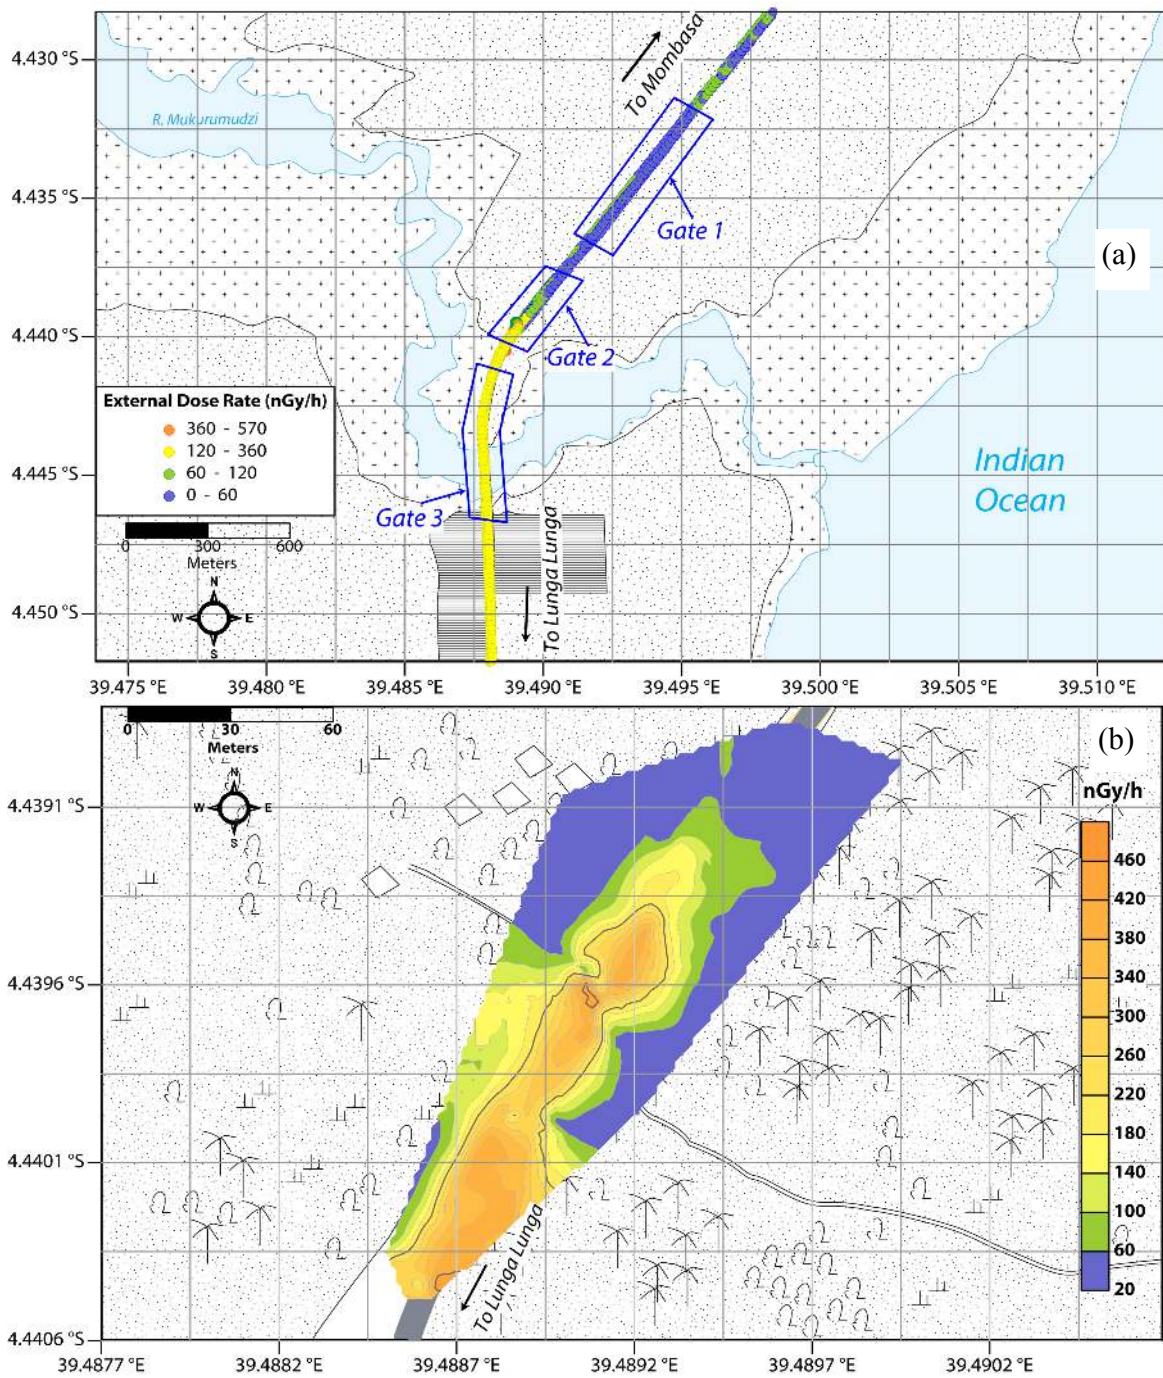 4.430 °S
To Mombasa
R. Mukurumudzi
4.435 °S
Gate 1
(a)
4.440 °S
Gate 2
External Dose Rate (nGy/h)
360 - 570
120 - 360
60 - 120
0 - 60
4.445 °S
Indian
Ocean
Gate 3
0 300 600
Meters
To Lunga Lunga
N
W E
S
4.450 °S
39.475 °E 39.480 °E 39.485 °E 39.490 °E 39.495 °E 39.500 °E 39.505 °E 39.510 °E
0 30 60
Meters
(b)
N
W E
S
nGy/h
4.4391 °S
460
420
380
4.4396 °S
340
300
260
220
180
4.4401 °S
140
100
60
20
To Lunga Lunga
4.4406 °S
39.4877 °E 39.4882 °E 39.4887 °E 39.4892 °E 39.4897 °E 39.4902 °E